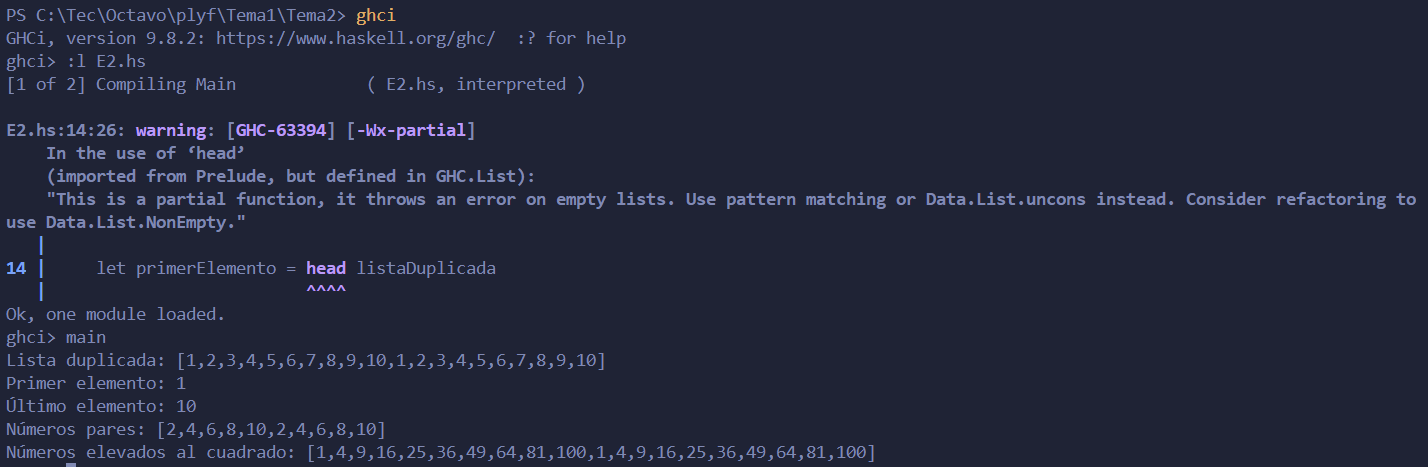 PS C:\Tec\Octavo\plyf\Tema1\Tema2> ghci
GHCi, version 9.8.2: https://www.haskell.org/ghc/  :? for help
ghci> :l E2.hs
[1 of 2] Compiling Main             ( E2.hs, interpreted )

E2.hs:14:26: warning: [GHC-63394] [-Wx-partial]
    In the use of ‘head’
    (imported from Prelude, but defined in GHC.List):
    "This is a partial function, it throws an error on empty lists. Use pattern matching or Data.List.uncons instead. Consider refactoring to
use Data.List.NonEmpty."
   |
14 |     let primerElemento = head listaDuplicada
   |                          ^^^^
Ok, one module loaded.
ghci> main
Lista duplicada: [1,2,3,4,5,6,7,8,9,10,1,2,3,4,5,6,7,8,9,10]
Primer elemento: 1
Último elemento: 10
Números pares: [2,4,6,8,10,2,4,6,8,10]
Números elevados al cuadrado: [1,4,9,16,25,36,49,64,81,100,1,4,9,16,25,36,49,64,81,100]